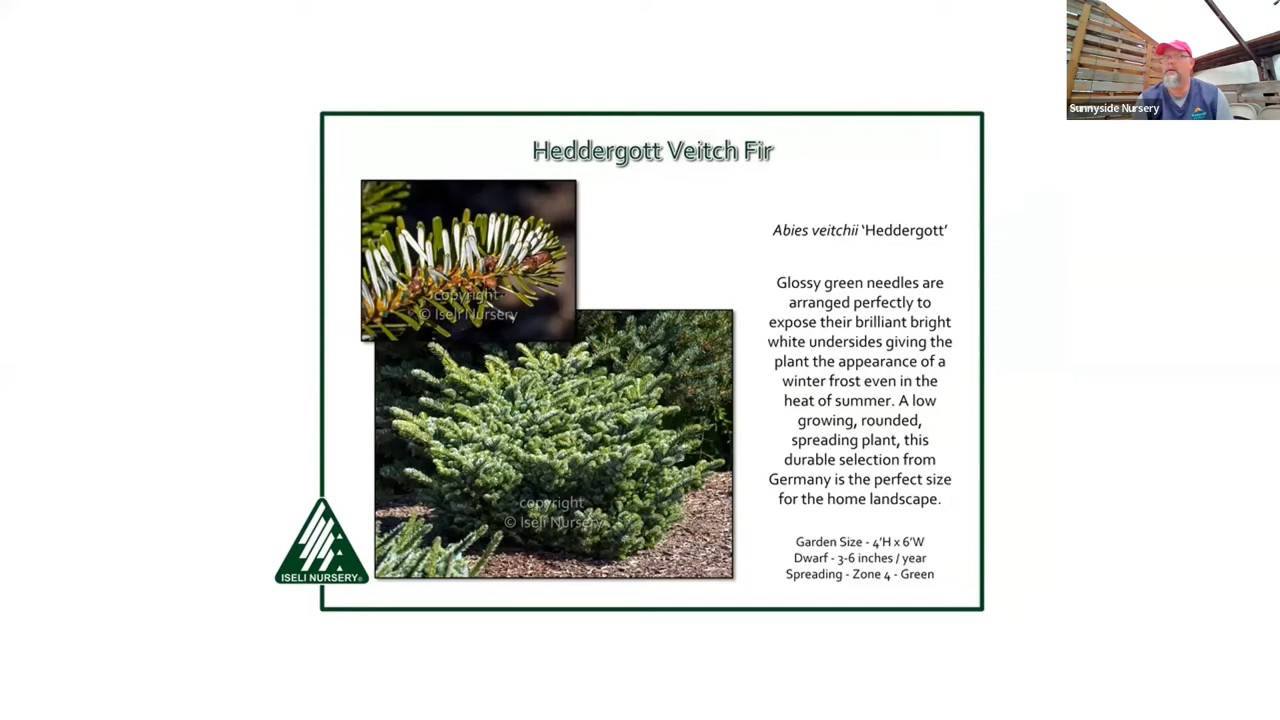 Sunnyside Nursery
Heddergott Veitch Fir
copyright
© Iseli Nursery
Abies veitchii ‘Heddergott’
Glossy green needles are
arranged perfectly to
expose their brilliant bright
white undersides giving the
plant the appearance of a
winter frost even in the
heat of summer. A low
growing, rounded,
spreading plant, this
durable selection from
Germany is the perfect size
for the home landscape.
copyright
© Iseli Nursery
Garden Size - 4'H x 6'W
Dwarf - 3-6 inches / year
Spreading - Zone 4 - Green
ISELI NURSERY®